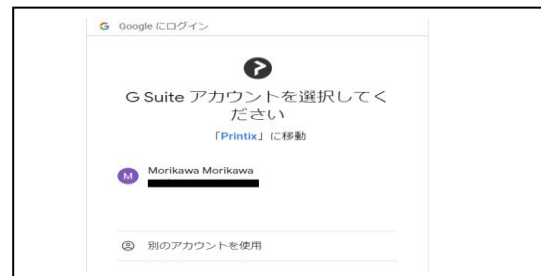 Google にログイン
G Suite アカウントを選択してく
ださい
「Printix」に移動
M
Morikawa Morikawa
別のアカウントを使用